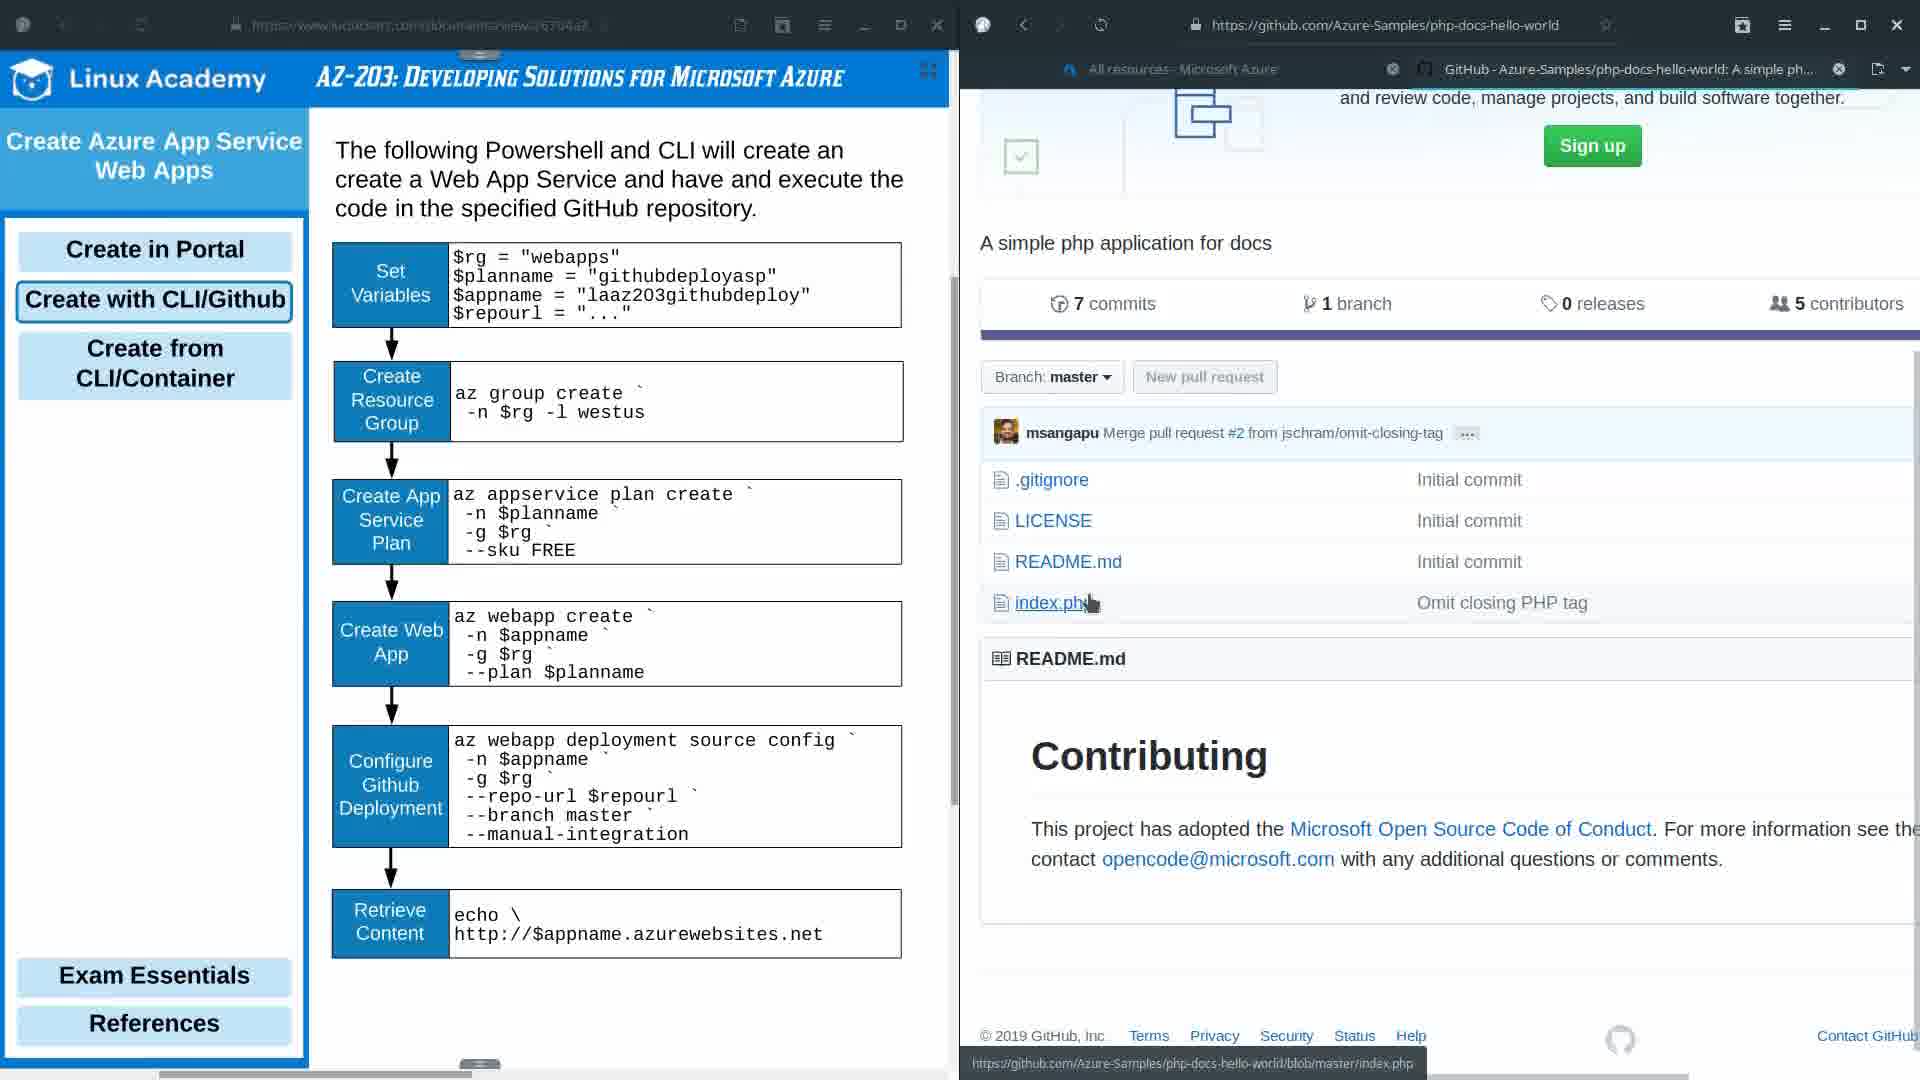 https://github.com/Azure-Samples/php-docs-hello-world
All resources - Microsoft Azure
GitHub - Azure-Samples/php-docs-hello-world: A simple ph...
Linux Academy
AZ-203: Developing Solutions for Microsoft Azure
Create Azure App Service
Web Apps
Create in Portal
Create with CLI/Github
Create from
CLI/Container
Exam Essentials
References
The following Powershell and CLI will create an
create a Web App Service and have and execute the
code in the specified GitHub repository.
Set
Variables
$rg = "webapps"
$planname = "githubdeployasp"
$appname = "laaz203githubdeploy"
$repourl = "..."
Create
Resource
Group
az group create `
-n $rg -l westus
Create App
Service
Plan
az appservice plan create `
-n $planname `
-g $rg `
--sku FREE
Create Web
App
az webapp create `
-n $appname `
-g $rg `
--plan $planname
Configure
Github
Deployment
az webapp deployment source config `
-n $appname `
-g $rg `
--repo-url $repourl `
--branch master `
--manual-integration
Retrieve
Content
echo \
http://$appname.azurewebsites.net
and review code, manage projects, and build software together.
Sign up
A simple php application for docs
7 commits
1 branch
0 releases
5 contributors
Branch: master
New pull request
msangapu Merge pull request #2 from jschram/omit-closing-tag ...
.gitignore Initial commit
LICENSE Initial commit
README.md Initial commit
index.php Omit closing PHP tag
README.md
Contributing
This project has adopted the Microsoft Open Source Code of Conduct. For more information see the
contact opencode@microsoft.com with any additional questions or comments.
© 2019 GitHub, Inc. Terms Privacy Security Status Help
Contact GitHub
https://github.com/Azure-Samples/php-docs-hello-world/blob/master/index.php